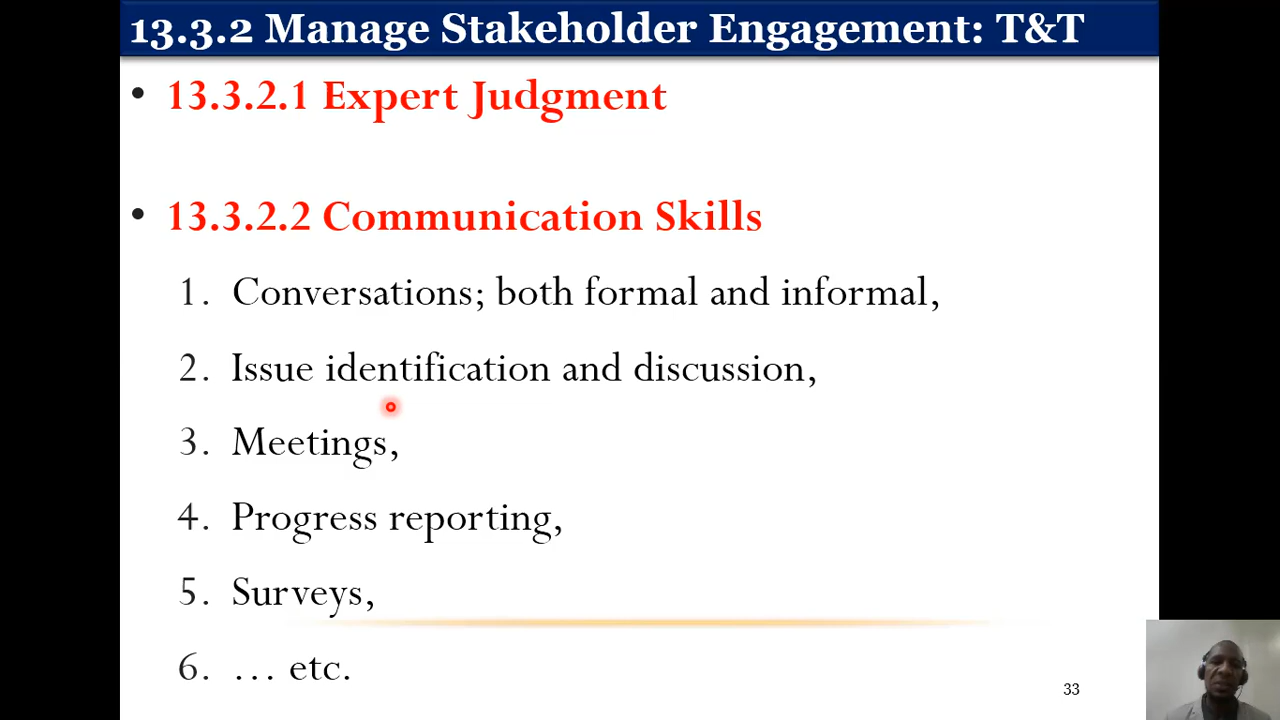 13.3.2 Manage Stakeholder Engagement: T&T
• 13.3.2.1 Expert Judgment
• 13.3.2.2 Communication Skills
1. Conversations; both formal and informal,
2. Issue identification and discussion,
3. Meetings,
4. Progress reporting,
5. Surveys,
6. … etc.
33